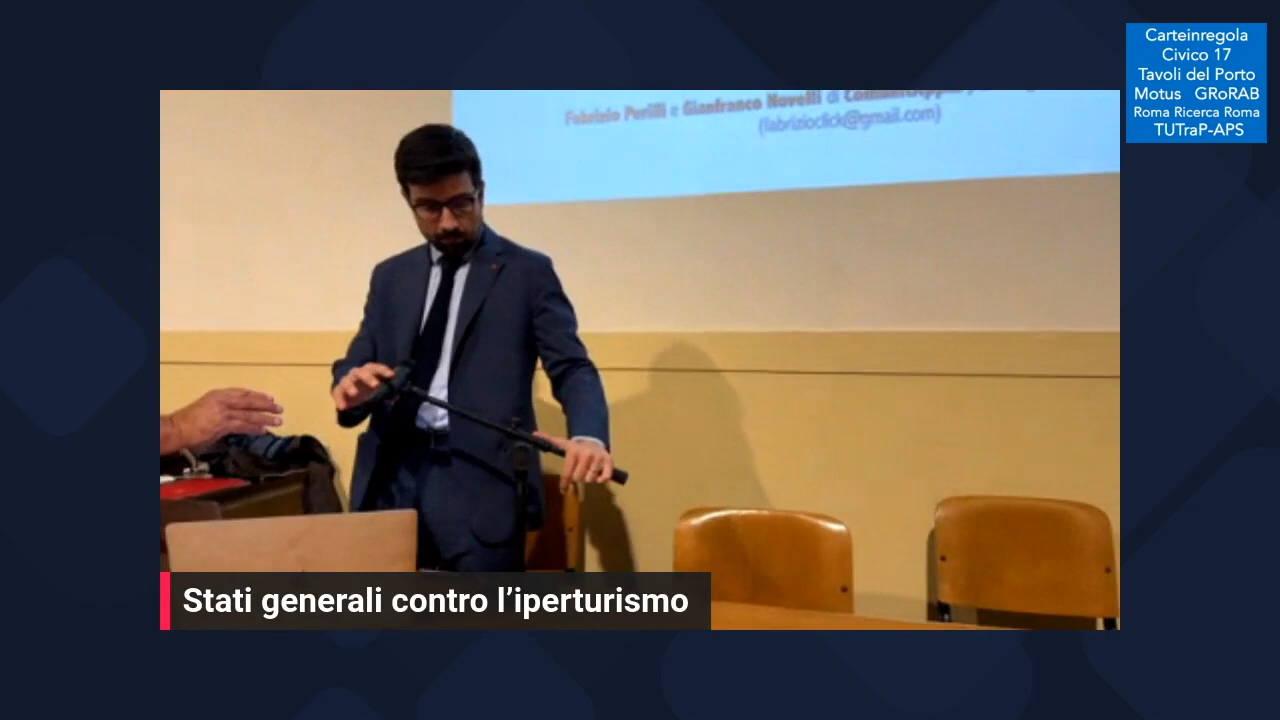 Carteinregola
Civico 17
Tavoli del Porto
Motus GRoRAB
Roma Ricerca Roma
TUTraP-APS
Fabrizio Perilli e Gianfranco Novelli di
(fabrizioclick@gmail.com)
Stati generali contro l’iperturismo